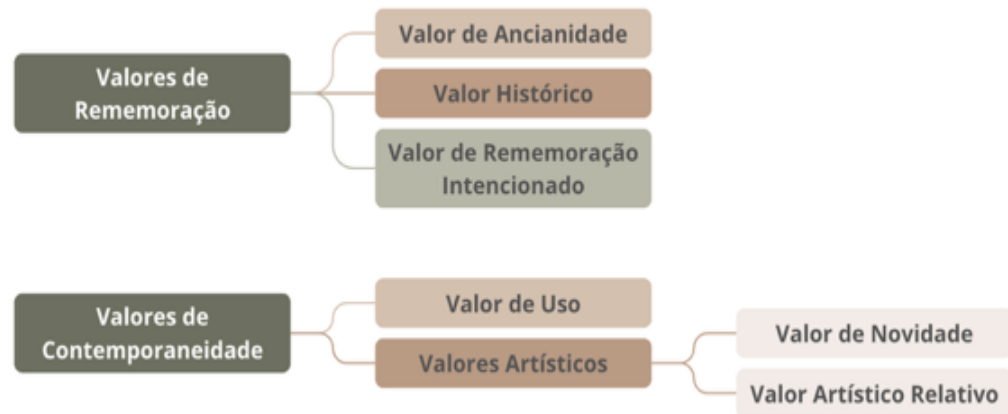 Valores de
Rememoração
Valor de Ancianidade
Valor Histórico
Valor de Rememoração
Intencionado
Valores de
Contemporaneidade
Valor de Uso
Valores Artísticos
Valor de Novidade
Valor Artístico Relativo